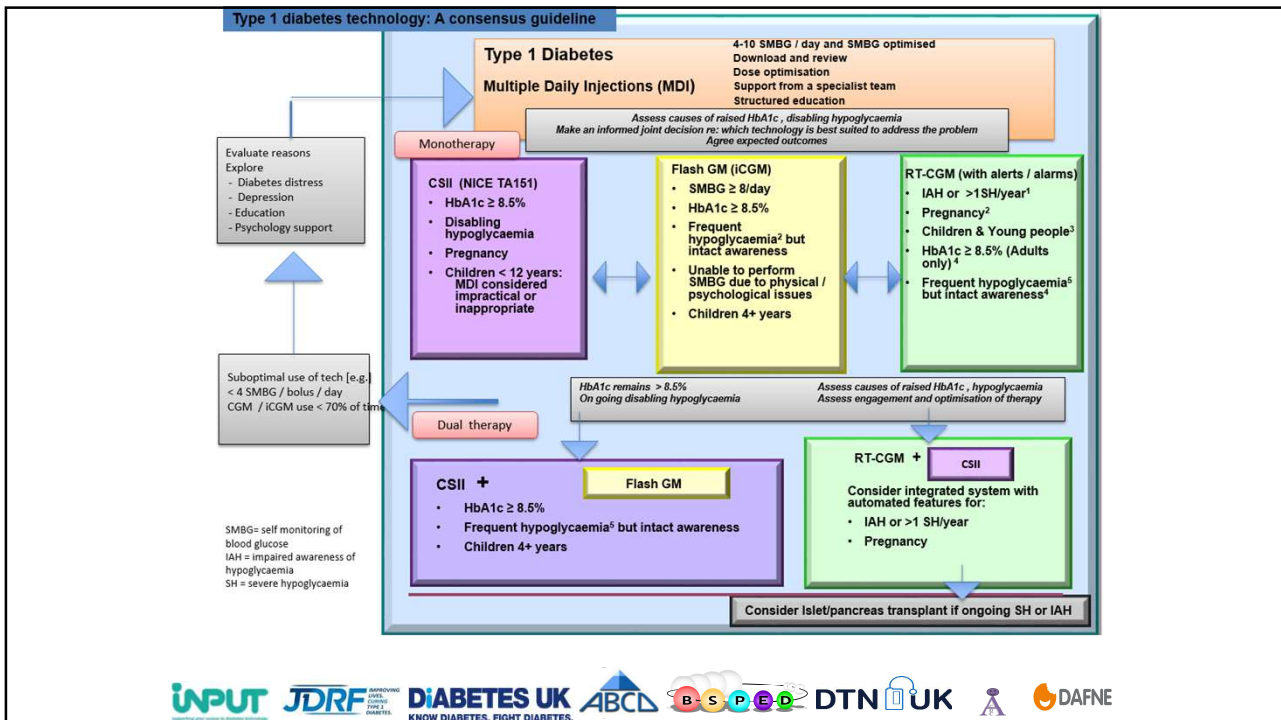 Type 1 diabetes technology: A consensus guideline
Type 1 Diabetes
Multiple Daily Injections (MDI)
4-10 SMBG / day and SMBG optimised
Download and review
Dose optimisation
Support from a specialist team
Structured education
Assess causes of raised HbA1c , disabling hypoglycaemia
Make an informed joint decision re: which technology is best suited to address the problem
Agree expected outcomes
Monotherapy
Evaluate reasons
Explore
- Diabetes distress
- Depression
- Education
- Psychology support
CSII (NICE TA151)
• HbA1c ≥ 8.5%
• Disabling
hypoglycaemia
• Pregnancy
• Children < 12 years:
MDI considered
impractical or
inappropriate
Flash GM (iCGM)
• SMBG ≥ 8/day
• HbA1c ≥ 8.5%
• Frequent
hypoglycaemia² but
intact awareness
• Unable to perform
SMBG due to physical /
psychological issues
• Children 4+ years
RT-CGM (with alerts / alarms)
• IAH or >1SH/year¹
• Pregnancy²
• Children & Young people³
• HbA1c ≥ 8.5% (Adults
only) ⁴
• Frequent hypoglycaemia⁵
but intact awareness⁴
Suboptimal use of tech [e.g.]
< 4 SMBG / bolus / day
CGM / iCGM use < 70% of time
HbA1c remains > 8.5%
On going disabling hypoglycaemia
Assess causes of raised HbA1c , hypoglycaemia
Assess engagement and optimisation of therapy
Dual therapy
CSII +
Flash GM
• HbA1c ≥ 8.5%
• Frequent hypoglycaemia⁵ but intact awareness
• Children 4+ years
RT-CGM +
CSII
Consider integrated system with
automated features for:
• IAH or >1 SH/year
• Pregnancy
SMBG= self monitoring of
blood glucose
IAH = impaired awareness of
hypoglycaemia
SH = severe hypoglycaemia
Consider Islet/pancreas transplant if ongoing SH or IAH
INPUT
JDRF
IMPROVING
LIVES.
CURING
TYPE 1
DIABETES.
DiABETES UK
KNOW DIABETES. FIGHT DIABETES.
ABCD
B-S-P-E-D
DTN UK
DAFNE